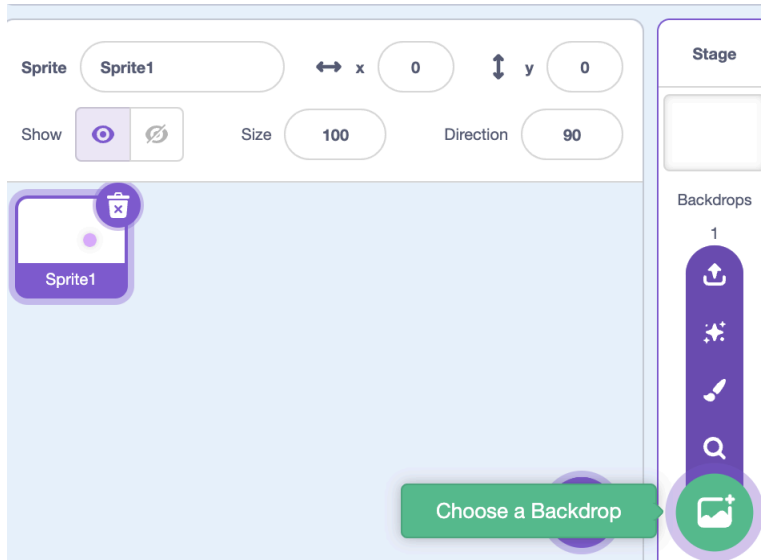 Sprite Sprite1 x 0 y 0
Show Size 100 Direction 90
Sprite1
Stage
Backdrops
1
Choose a Backdrop